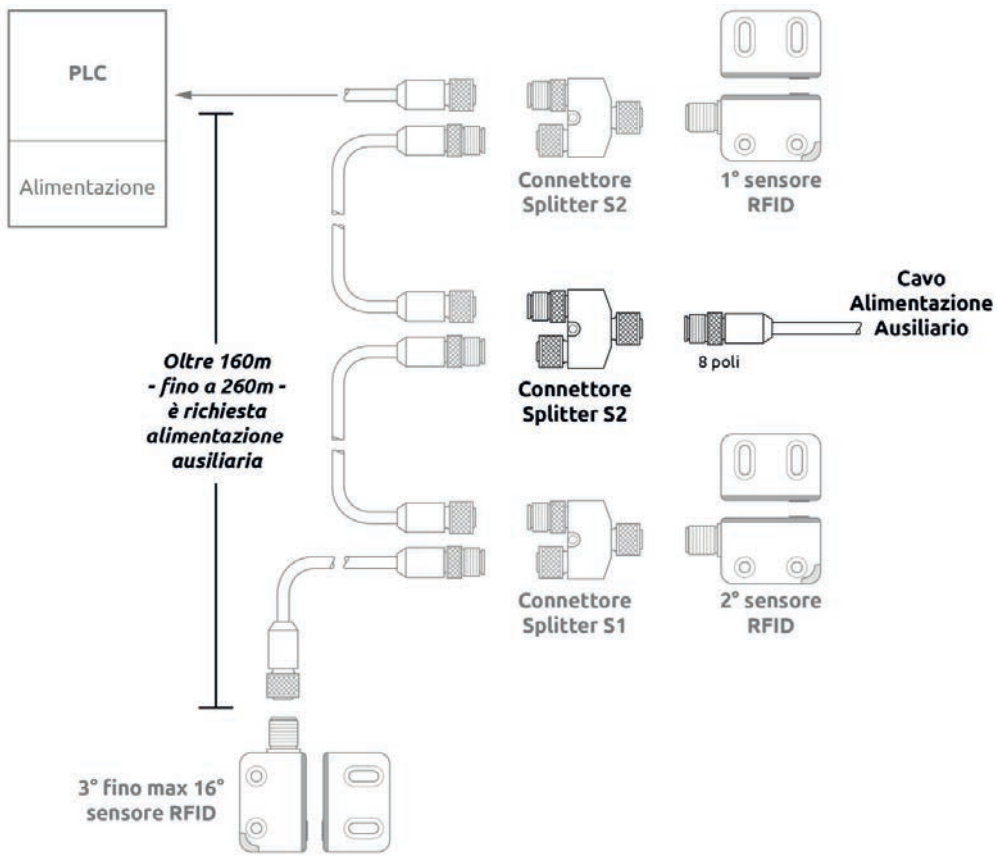 PLC
Alimentazione
Connettore
Splitter S2
1° sensore
RFID
Cavo
Alimentazione
Ausiliario
8 poli
Oltre 160m
- fino a 260m -
è richiesta
alimentazione
ausiliaria
Connettore
Splitter S2
Connettore
Splitter S1
2° sensore
RFID
3° fino max 16°
sensore RFID